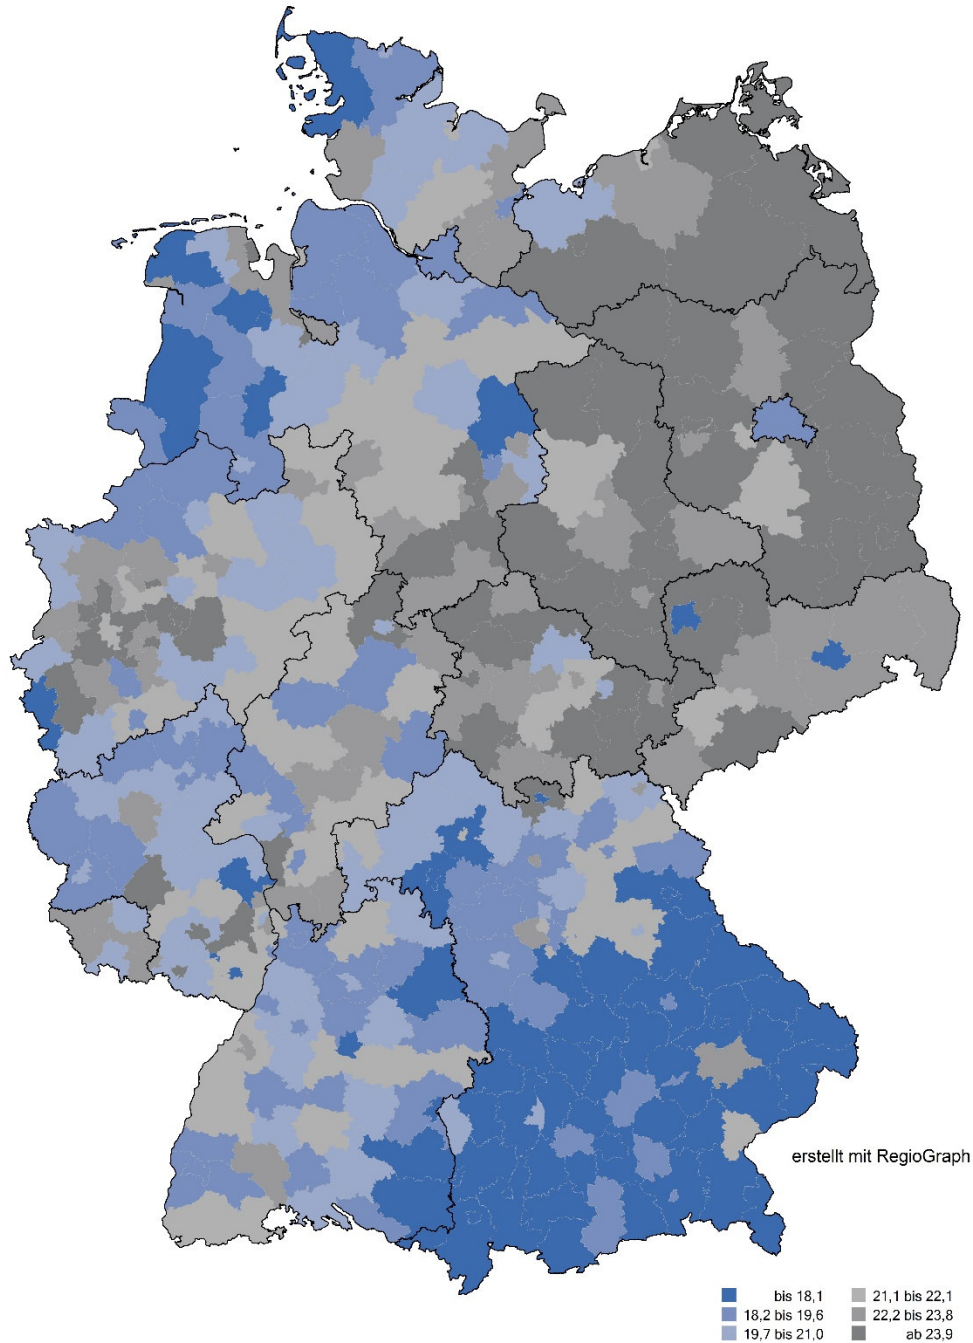 erstellt mit RegioGraph
bis 18,1
18,2 bis 19,6
19,7 bis 21,0
21,1 bis 22,1
22,2 bis 23,8
ab 23,9